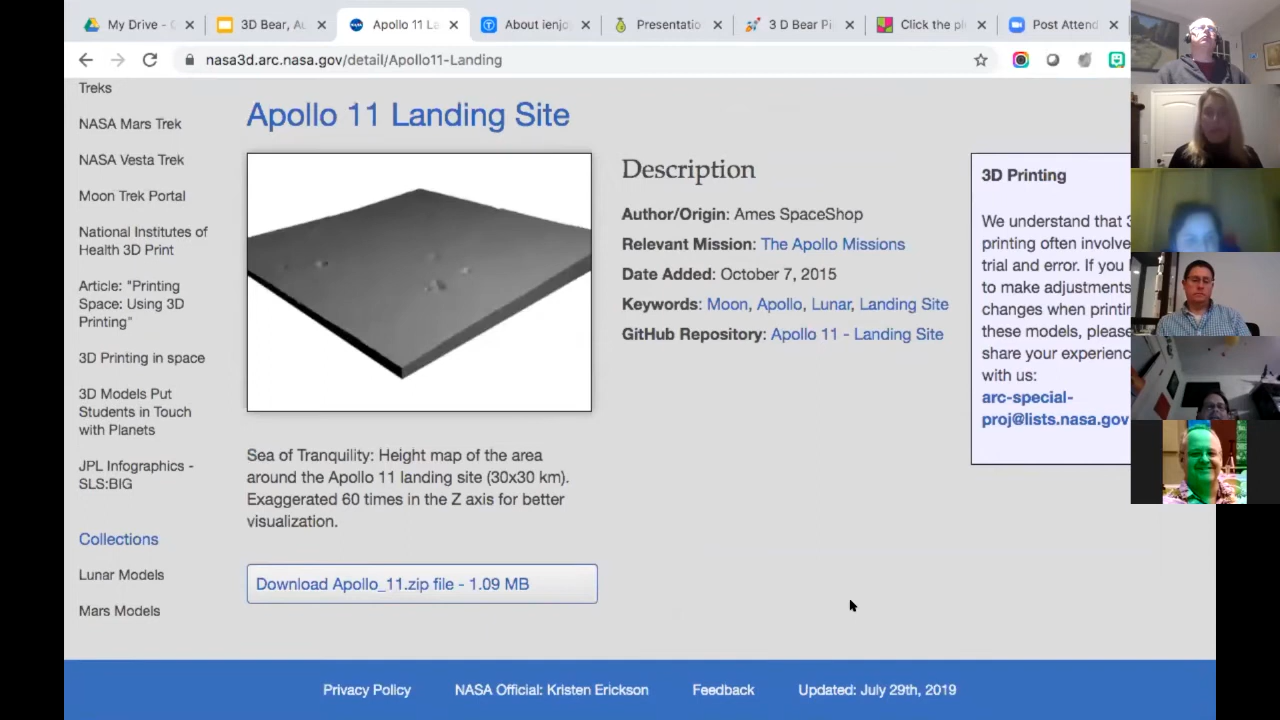 My Drive - G
3D Bear, Au
Apollo 11 La
About ienjoy
Presentatio
3 D Bear Pi
Click the pi
Post Attend
nasa3d.arc.nasa.gov/detail/Apollo11-Landing
Treks
NASA Mars Trek
NASA Vesta Trek
Moon Trek Portal
National Institutes of
Health 3D Print
Article: "Printing
Space: Using 3D
Printing"
3D Printing in space
3D Models Put
Students in Touch
with Planets
JPL Infographics -
SLS:BIG
Collections
Lunar Models
Mars Models
Apollo 11 Landing Site
Sea of Tranquility: Height map of the area
around the Apollo 11 landing site (30x30 km).
Exaggerated 60 times in the Z axis for better
visualization.
Download Apollo_11.zip file - 1.09 MB
Description
Author/Origin: Ames SpaceShop
Relevant Mission: The Apollo Missions
Date Added: October 7, 2015
Keywords: Moon, Apollo, Lunar, Landing Site
GitHub Repository: Apollo 11 - Landing Site
3D Printing
We understand that 3
printing often involve
trial and error. If you
to make adjustments
changes when printin
these models, please
share your experienc
with us:
arc-special-
proj@lists.nasa.gov
Privacy Policy
NASA Official: Kristen Erickson
Feedback
Updated: July 29th, 2019